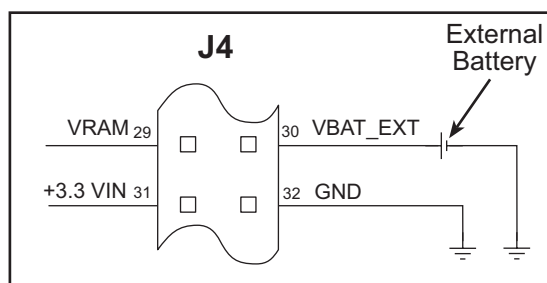 J4
External
Battery
VRAM 29
30 VBAT_EXT
+3.3 VIN 31
32 GND